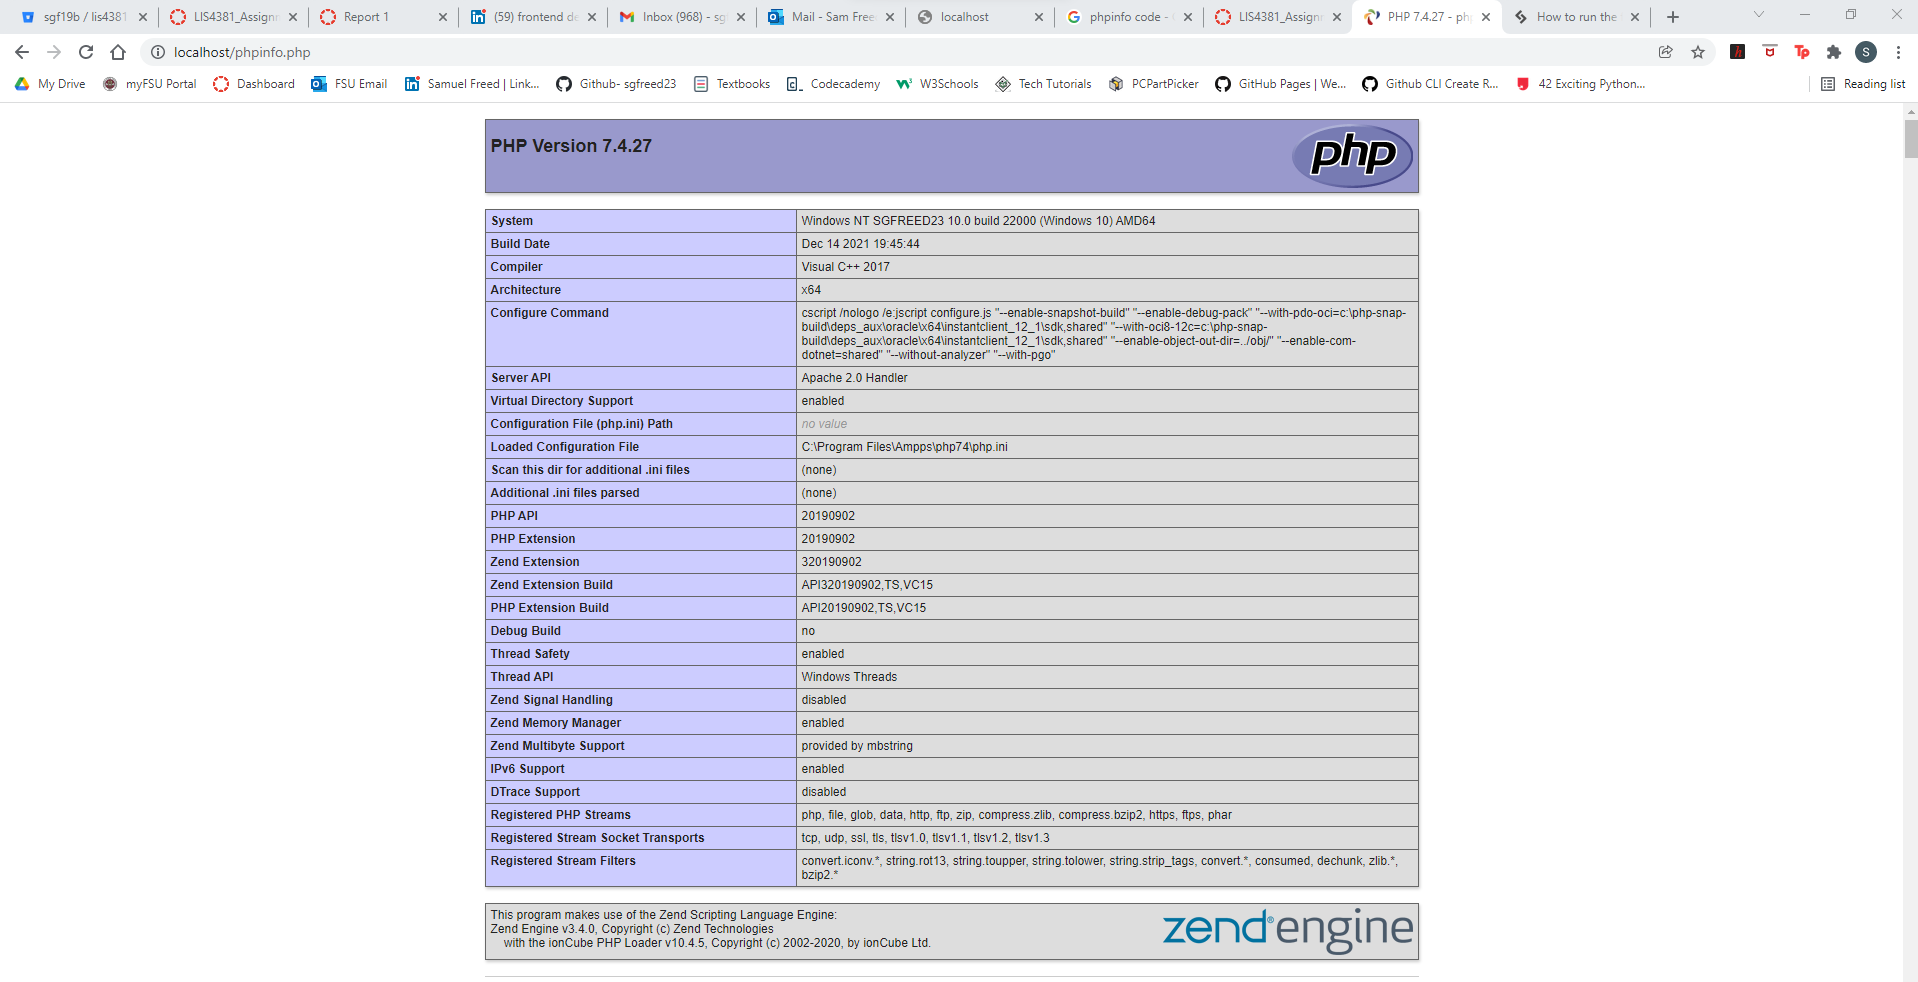 sgf19b / lis4381
LIS4381_Assignm
Report 1
(59) frontend de
Inbox (968) - sg
Mail - Sam Free
localhost
phpinfo code -
LIS4381_Assignm
PHP 7.4.27 - php
How to run the
localhost/phpinfo.php
S
My Drive
myFSU Portal
Dashboard
FSU Email
Samuel Freed | Link...
Github- sgfreed23
Textbooks
Codecademy
W3Schools
Tech Tutorials
PCPartPicker
GitHub Pages | We...
Github CLI Create R...
42 Exciting Python...
Reading list
PHP Version 7.4.27
php
System Windows NT SGFREED23 10.0 build 22000 (Windows 10) AMD64
Build Date Dec 14 2021 19:45:44
Compiler Visual C++ 2017
Architecture x64
Configure Command cscript /nologo /e:jscript configure.js "--enable-snapshot-build" "--enable-debug-pack" "--with-pdo-oci=c:\php-snap-
build\deps_aux\oracle\x64\instantclient_12_1\sdk,shared" "--with-oci8-12c=c:\php-snap-
build\deps_aux\oracle\x64\instantclient_12_1\sdk,shared" "--enable-object-out-dir=../obj/" "--enable-com-
dotnet=shared" "--without-analyzer" "--with-pgo"
Server API Apache 2.0 Handler
Virtual Directory Support enabled
Configuration File (php.ini) Path no value
Loaded Configuration File C:\Program Files\Ampps\php74\php.ini
Scan this dir for additional .ini files (none)
Additional .ini files parsed (none)
PHP API 20190902
PHP Extension 20190902
Zend Extension 320190902
Zend Extension Build API320190902,TS,VC15
PHP Extension Build API20190902,TS,VC15
Debug Build no
Thread Safety enabled
Thread API Windows Threads
Zend Signal Handling disabled
Zend Memory Manager enabled
Zend Multibyte Support provided by mbstring
IPv6 Support enabled
DTrace Support disabled
Registered PHP Streams php, file, glob, data, http, ftp, zip, compress.zlib, compress.bzip2, https, ftps, phar
Registered Stream Socket Transports tcp, udp, ssl, tls, tlsv1.0, tlsv1.1, tlsv1.2, tlsv1.3
Registered Stream Filters convert.iconv.*, string.rot13, string.toupper, string.tolower, string.strip_tags, convert.*, consumed, dechunk, zlib.*,
bzip2.*
This program makes use of the Zend Scripting Language Engine:
Zend Engine v3.4.0, Copyright (c) Zend Technologies
with the ionCube PHP Loader v10.4.5, Copyright (c) 2002-2020, by ionCube Ltd.
zend®engine